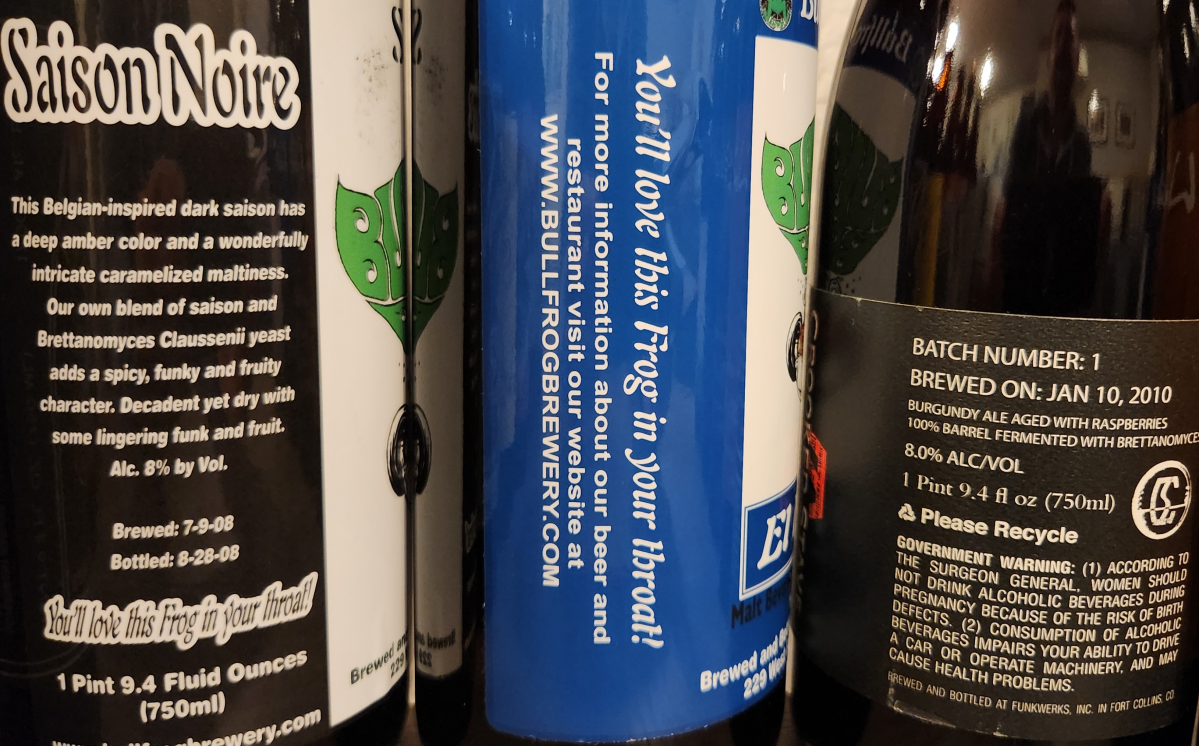 Saison Noire
This Belgian-inspired dark saison has
a deep amber color and a wonderfully
intricate caramelized maltiness.
Our own blend of saison and
Brettanomyces Claussenii yeast
adds a spicy, funky and fruity
character. Decadent yet dry with
some lingering funk and fruit.
Alc. 8% by Vol.
Brewed: 7-9-08
Bottled: 8-28-08
You'll love this Frog in your throat!
1 Pint 9.4 Fluid Ounces
(750ml)
Brewed and
229
You'll love this Frog in your throat!
For more information about our beer and
restaurant visit our website at
WWW.BULLFROGBREWERY.COM
Malt
Brewed and
229
BATCH NUMBER: 1
BREWED ON: JAN 10, 2010
BURGUNDY ALE AGED WITH RASPBERRIES
100% BARREL FERMENTED WITH BRETTANOMYCES
8.0% ALC/VOL
1 Pint 9.4 fl oz (750ml)
Please Recycle
GOVERNMENT WARNING: (1) ACCORDING TO
THE SURGEON GENERAL, WOMEN SHOULD
NOT DRINK ALCOHOLIC BEVERAGES DURING
PREGNANCY BECAUSE OF THE RISK OF BIRTH
DEFECTS. (2) CONSUMPTION OF ALCOHOLIC
BEVERAGES IMPAIRS YOUR ABILITY TO DRIVE
A CAR OR OPERATE MACHINERY, AND MAY
CAUSE HEALTH PROBLEMS.
BREWED AND BOTTLED AT FUNKWERKS, INC. IN FORT COLLINS, CO